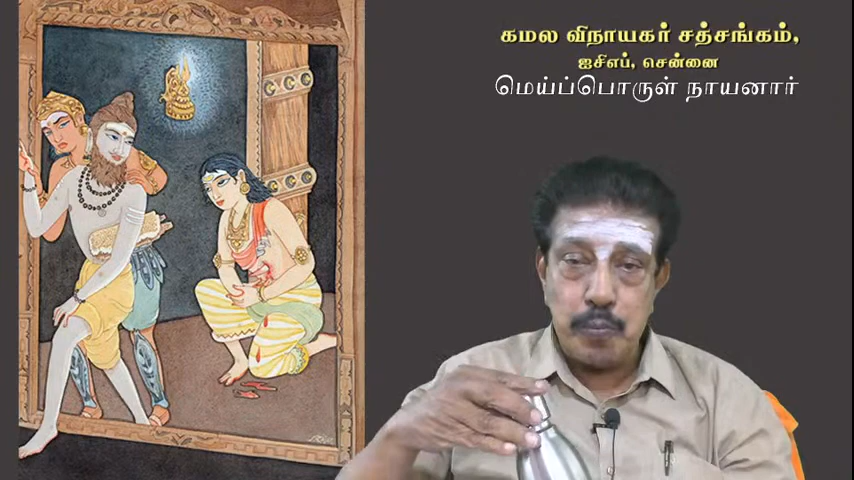 கமல விநாயகர் சத்சங்கம்,
ஐசிஎப், சென்னை
மெய்ப்பொருள் நாயனார்